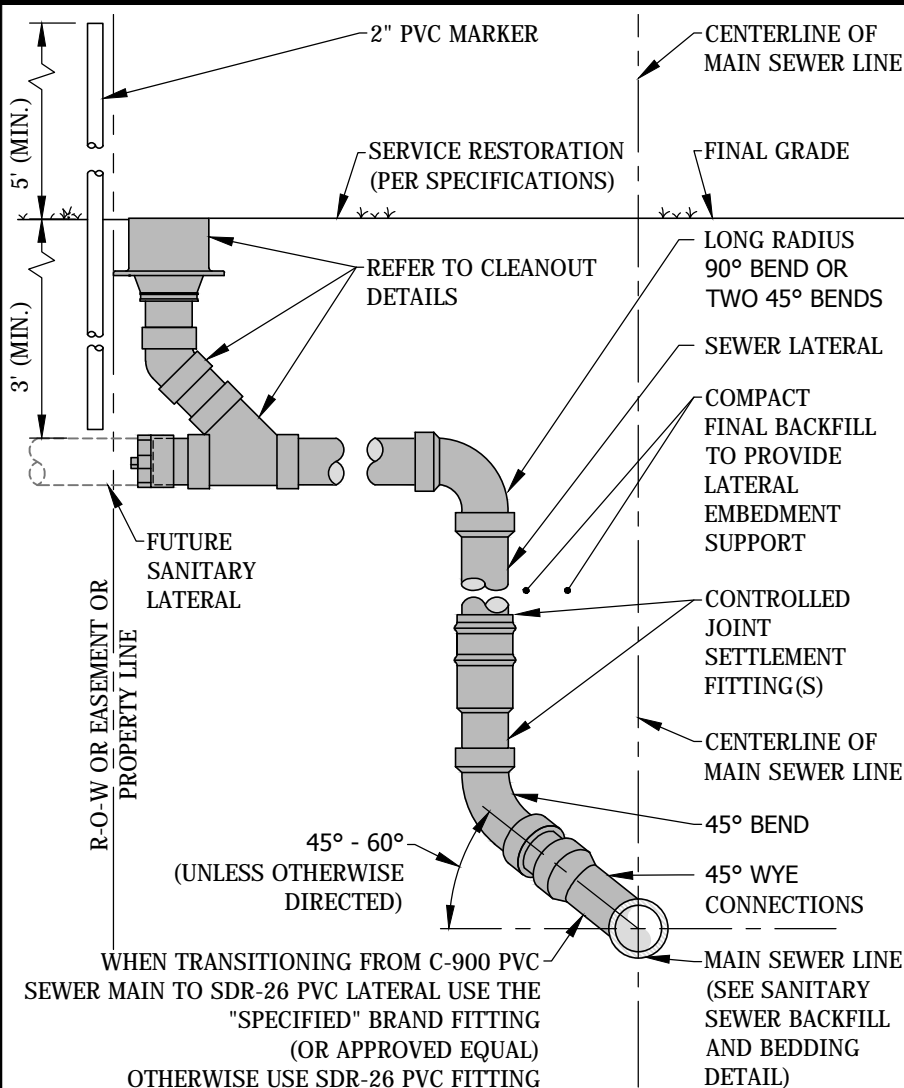 2" PVC MARKER
CENTERLINE OF
MAIN SEWER LINE
5' (MIN.)
SERVICE RESTORATION
(PER SPECIFICATIONS)
FINAL GRADE
3' (MIN.)
REFER TO CLEANOUT
DETAILS
LONG RADIUS
90° BEND OR
TWO 45° BENDS
SEWER LATERAL
COMPACT
FINAL BACKFILL
TO PROVIDE
LATERAL
EMBEDMENT
SUPPORT
FUTURE
SANITARY
LATERAL
R-O-W OR EASEMENT OR
PROPERTY LINE
CONTROLLED
JOINT
SETTLEMENT
FITTING(S)
CENTERLINE OF
MAIN SEWER LINE
45° BEND
45° - 60°
(UNLESS OTHERWISE
DIRECTED)
45° WYE
CONNECTIONS
WHEN TRANSITIONING FROM C-900 PVC
SEWER MAIN TO SDR-26 PVC LATERAL USE THE
"SPECIFIED" BRAND FITTING
(OR APPROVED EQUAL)
OTHERWISE USE SDR-26 PVC FITTING
MAIN SEWER LINE
(SEE SANITARY
SEWER BACKFILL
AND BEDDING
DETAIL)